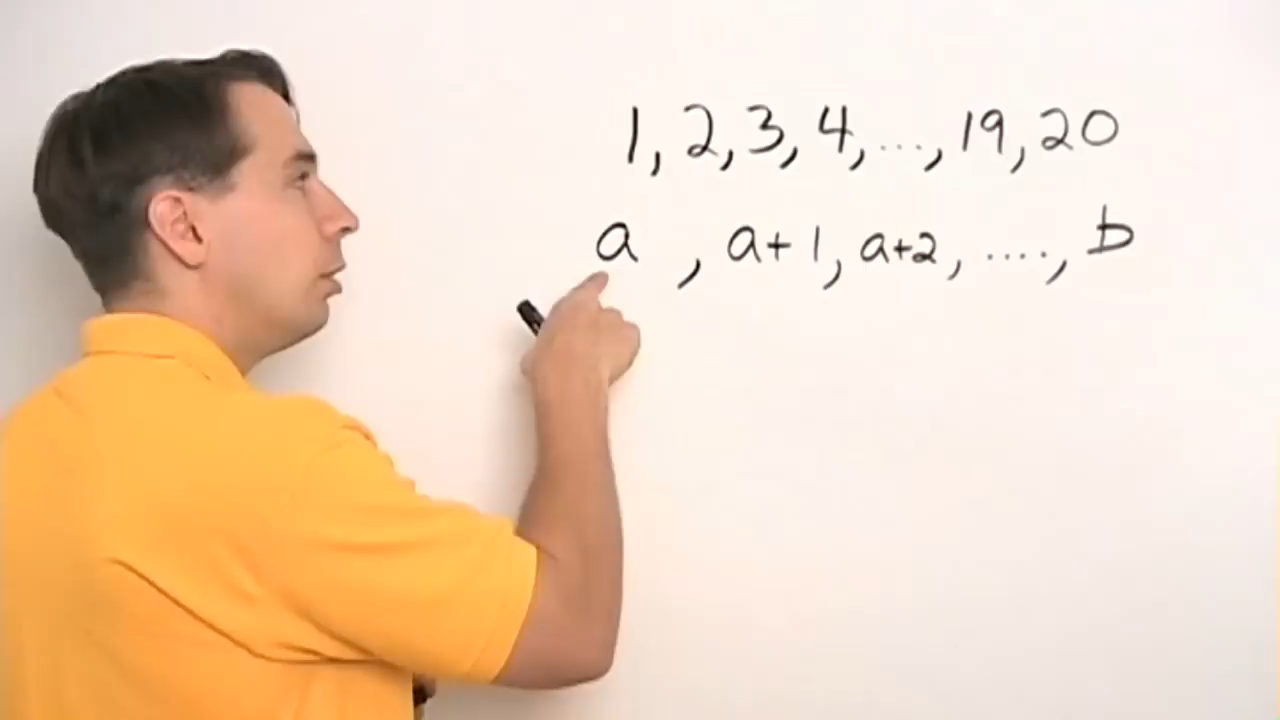 1, 2, 3, 4, ..., 19, 20
a , a+1, a+2, ...., b